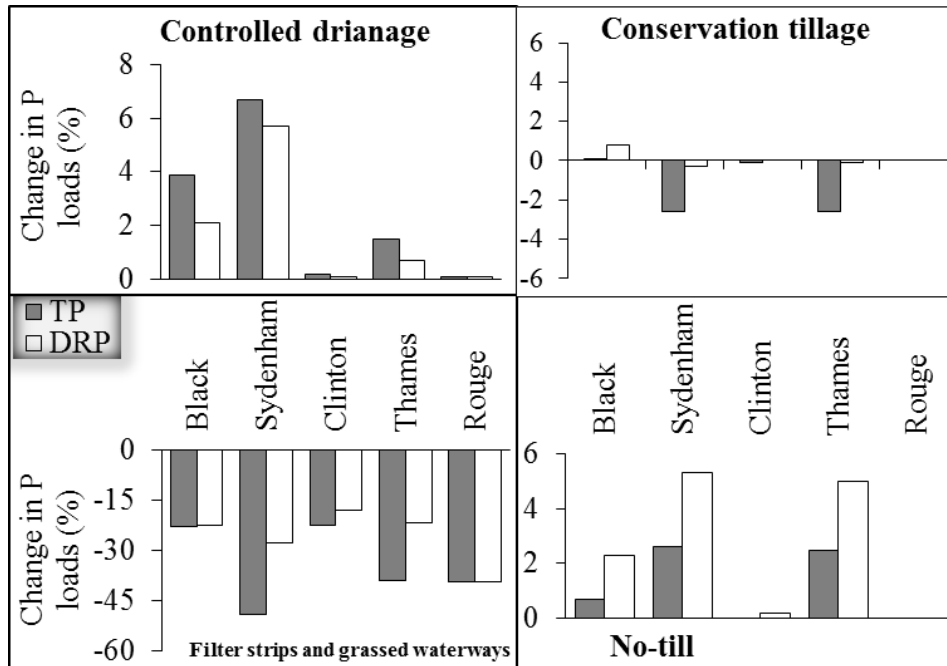 Controlled drianage
Change in P
loads (%)
8
6
4
2
0
Conservation tillage
6
4
2
0
-2
-4
-6
TP
DRP
Black
Sydenham
Clinton
Thames
Rouge
Change in P
loads (%)
0
-15
-30
-45
-60
Filter strips and grassed waterways
Black
Sydenham
Clinton
Thames
Rouge
6
4
2
0
No-till